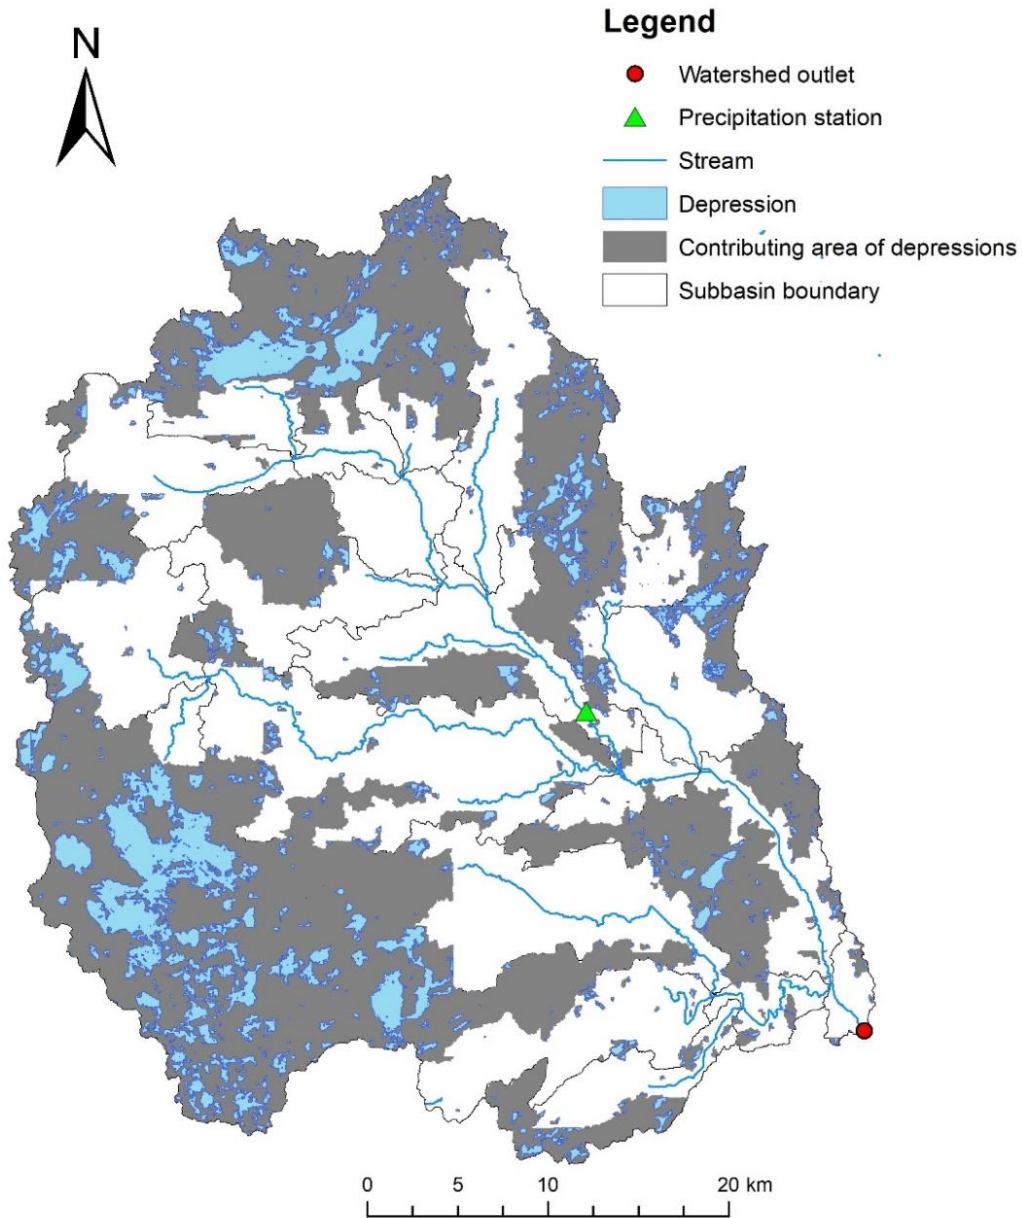 Legend
N
Watershed outlet
Precipitation station
Stream
Depression
Contributing area of depressions
Subbasin boundary
0 5 10 20 km